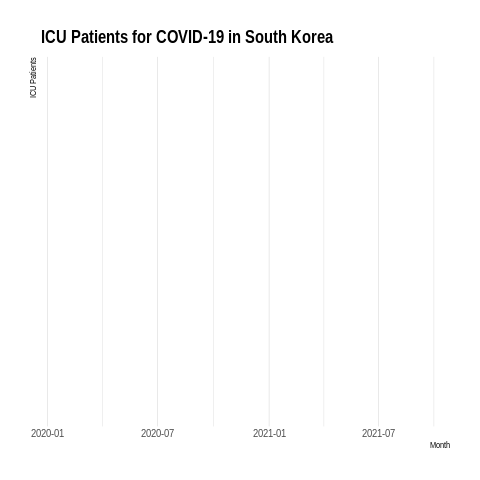 ICU Patients for COVID-19 in South Korea
ICU Patients
2020-01 2020-07 2021-01 2021-07
Month